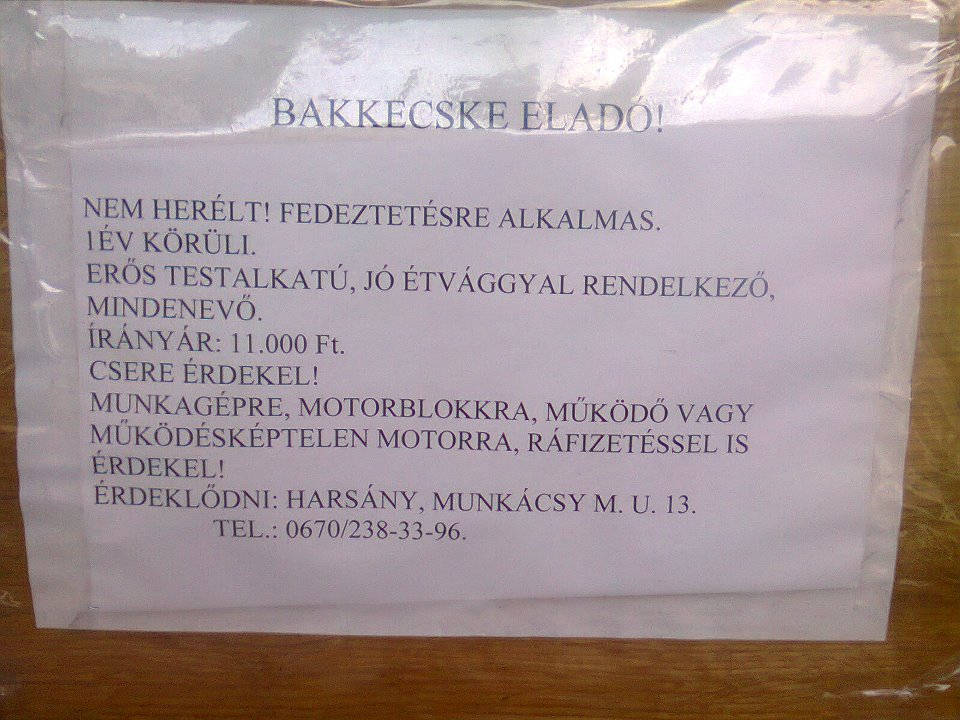 BAKKECSKE ELADÓ!
NEM HERÉLT! FEDEZTETÉSRE ALKALMAS.
1ÉV KÖRÜLI.
ERŐS TESTALKATÚ, JÓ ÉTVÁGGYAL RENDELKEZŐ,
MINDENEVŐ.
ÍRÁNYÁR: 11.000 Ft.
CSERE ÉRDEKEL!
MUNKAGÉPRE, MOTORBLOKKRA, MŰKÖDŐ VAGY
MŰKÖDÉSKÉPTELEN MOTORRA, RÁFIZETÉSSEL IS
ÉRDEKEL!
ÉRDEKLŐDNI: HARSÁNY, MUNKÁCSY M. U. 13.
TEL.: 0670/238-33-96.